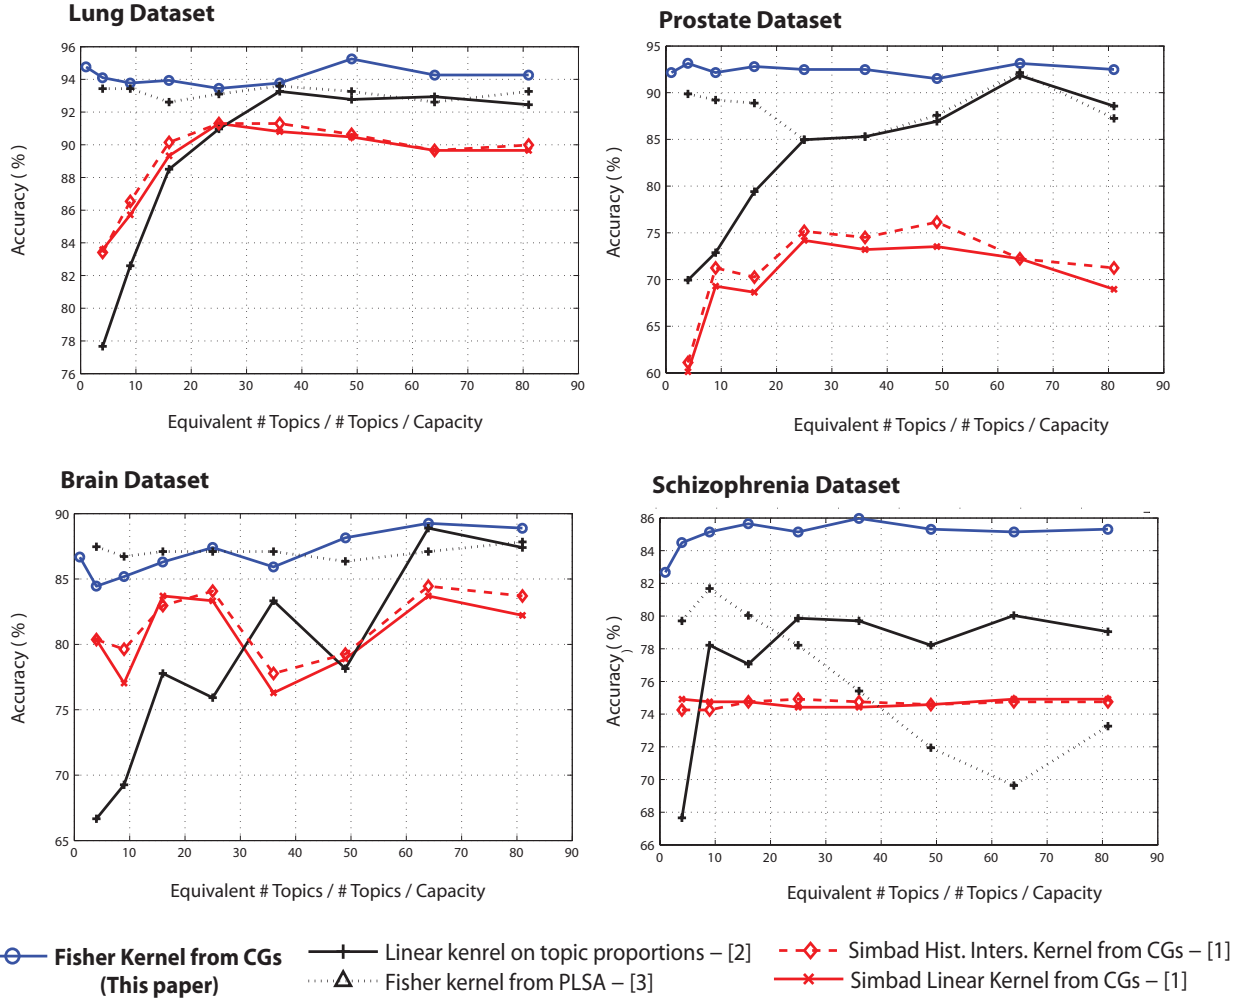 Lung Dataset
96
94
92
90
88
86
84
82
80
78
76
0 10 20 30 40 50 60 70 80 90
Accuracy ( % )
Equivalent # Topics / # Topics / Capacity
Prostate Dataset
95
90
85
80
75
70
65
60
0 10 20 30 40 50 60 70 80 90
Accuracy ( % )
Equivalent # Topics / # Topics / Capacity
Brain Dataset
90
85
80
75
70
65
0 10 20 30 40 50 60 70 80 90
Accuracy ( % )
Equivalent # Topics / # Topics / Capacity
Schizophrenia Dataset
86
84
82
80
78
76
74
72
70
68
66
0 10 20 30 40 50 60 70 80 90
Accuracy ( % )
Equivalent # Topics / # Topics / Capacity
Fisher Kernel from CGs
(This paper)
Linear kenrel on topic proportions – [2]
Fisher kernel from PLSA – [3]
Simbad Hist. Inters. Kernel from CGs – [1]
Simbad Linear Kernel from CGs – [1]